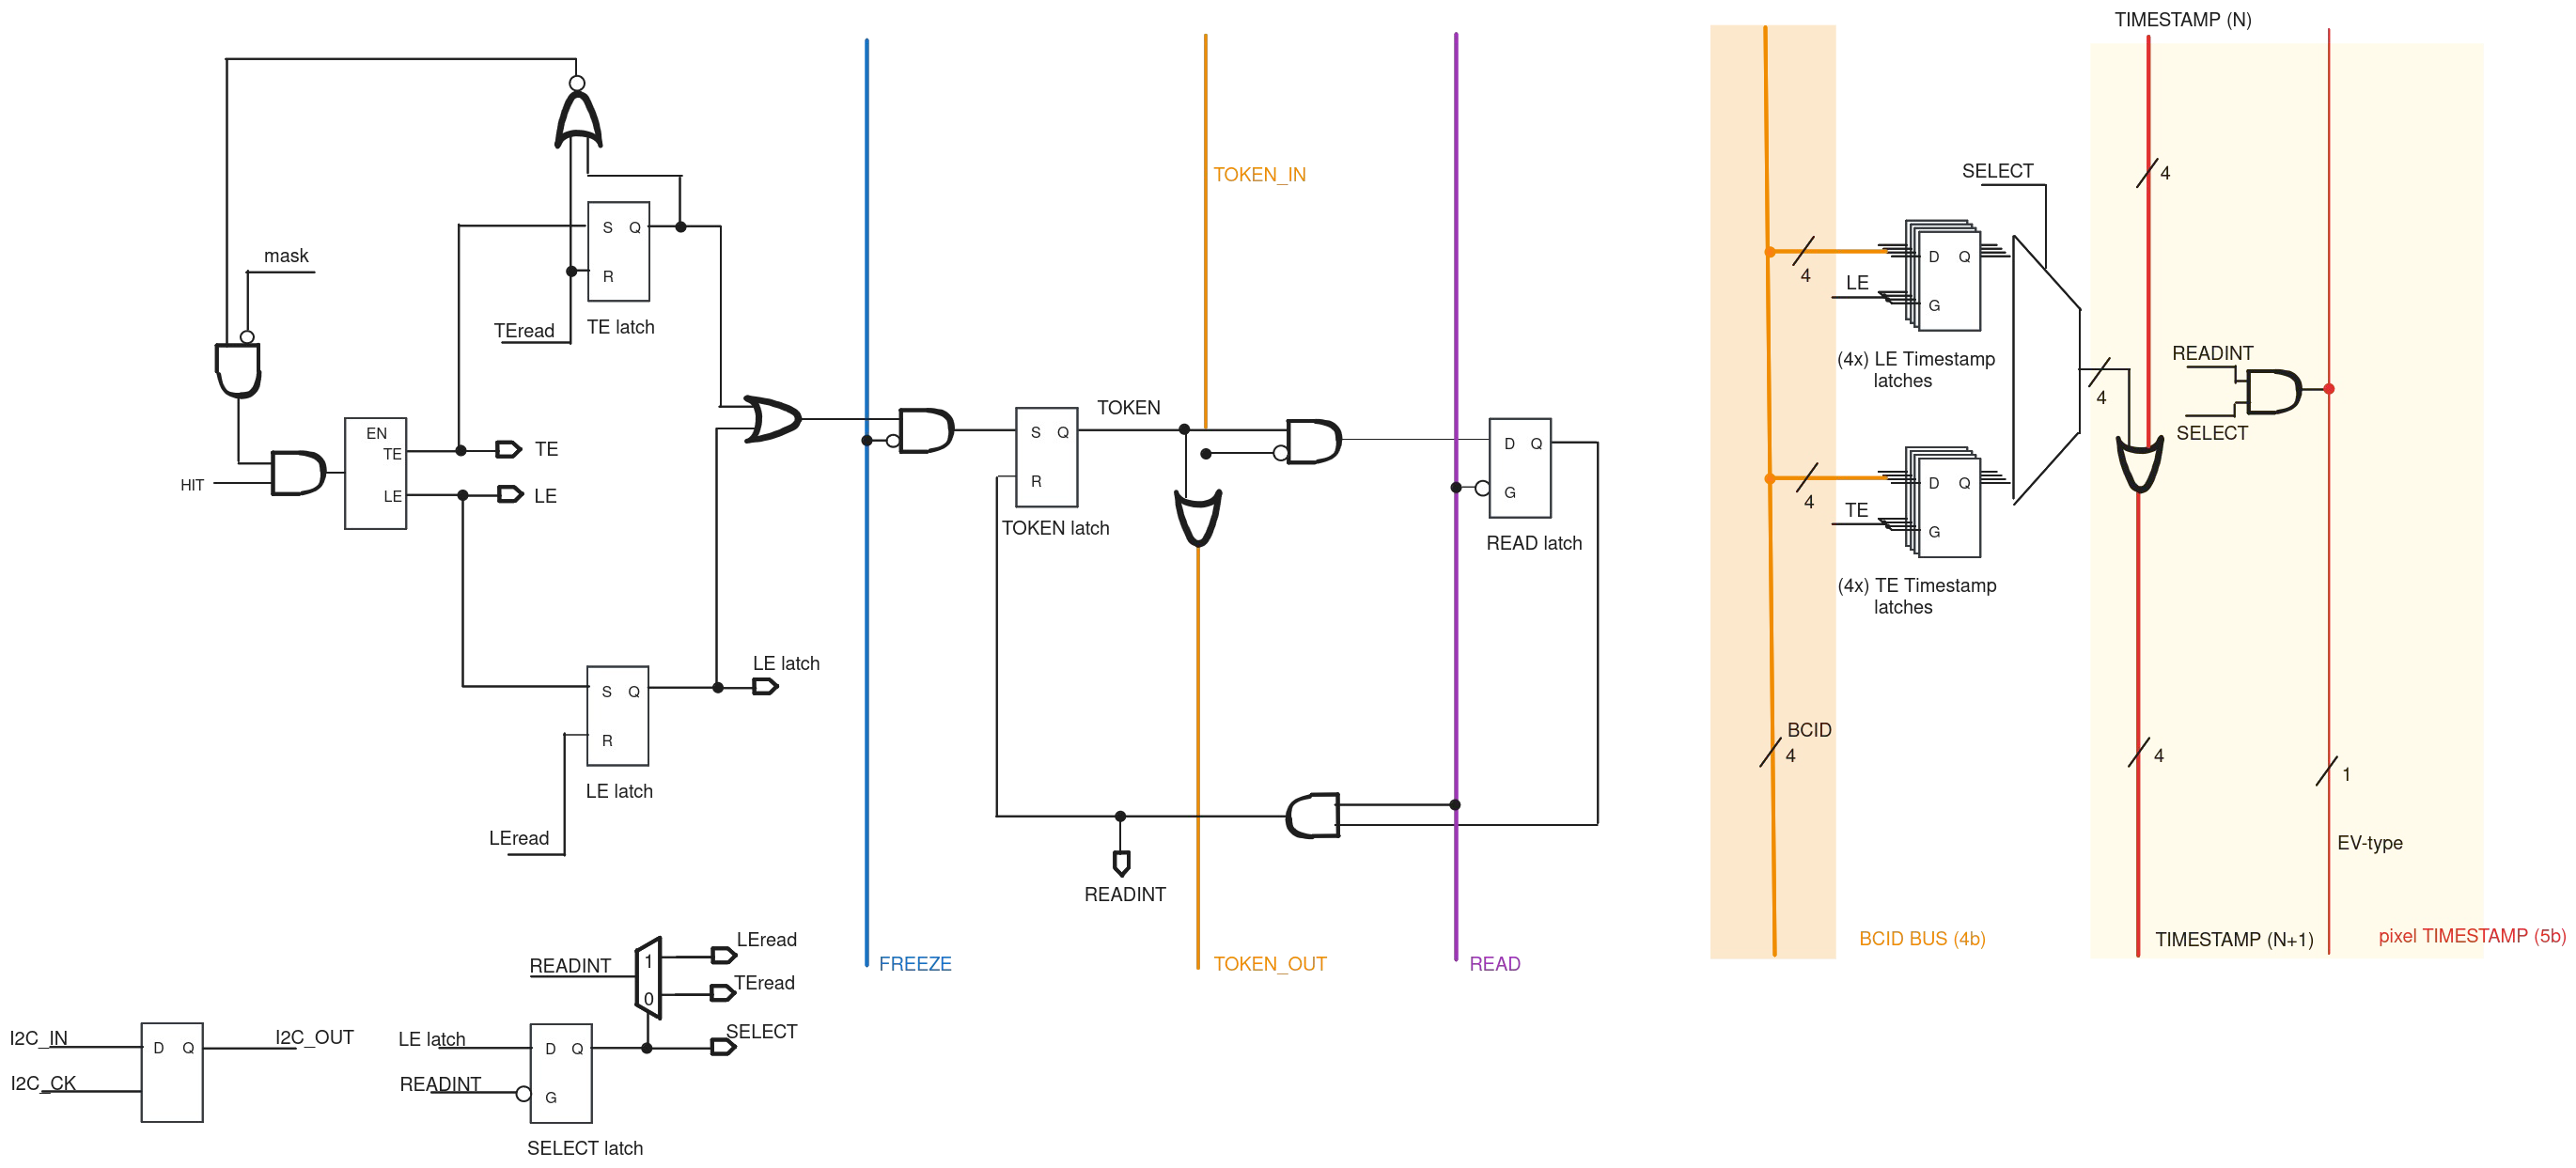 TIMESTAMP (N)
TOKEN_IN
SELECT
4
mask
S Q
R
TEread
TE latch
4
LE
D Q
G
(4x) LE Timestamp
latches
READINT
SELECT
4
HIT
EN
TE
LE
TE
LE
TOKEN
S Q
R
TOKEN latch
D Q
G
READ latch
4
TE
D Q
G
(4x) TE Timestamp
latches
S Q
R
LE latch
LE latch
LEread
BCID
4
4
1
EV-type
READINT
FREEZE
TOKEN_OUT
READ
BCID BUS (4b)
TIMESTAMP (N+1)
pixel TIMESTAMP (5b)
READINT
1
0
LEread
TEread
SELECT
I2C_IN
I2C_CK
D Q
I2C_OUT
LE latch
READINT
D Q
G
SELECT latch